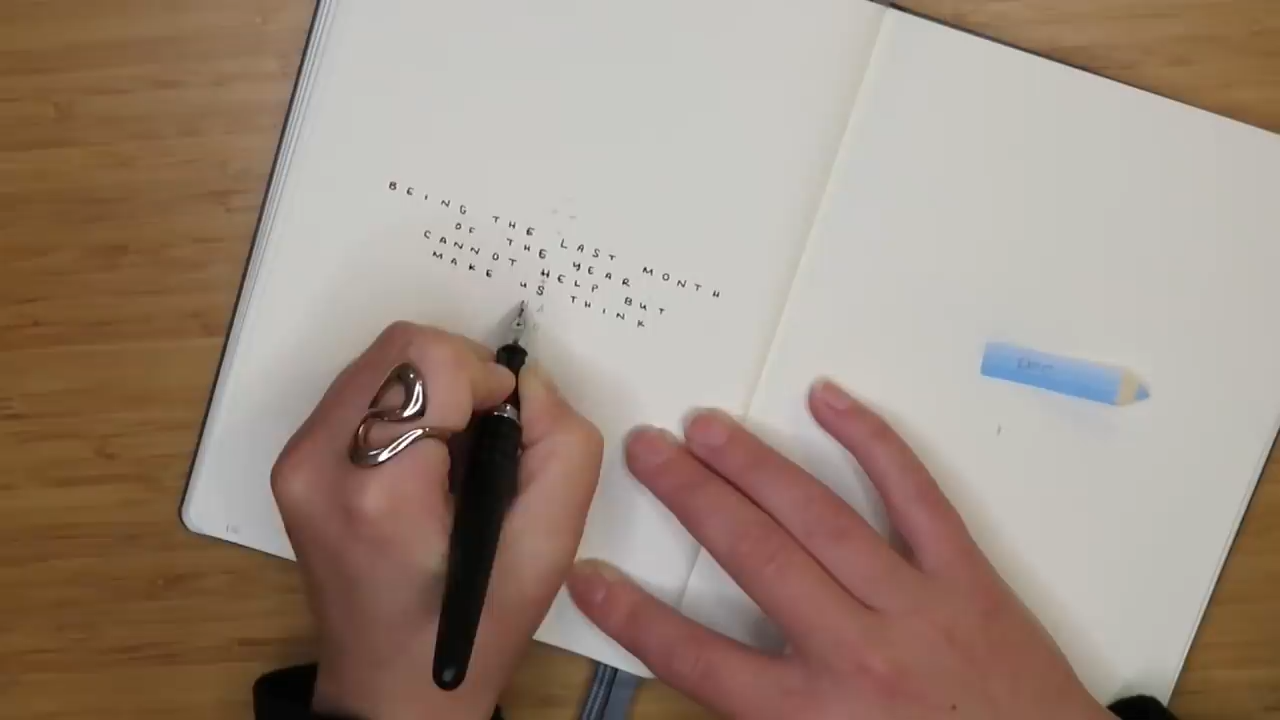 BEING THE LAST MONTH
OF THE YEAR
CANNOT HELP BUT
MAKE US THINK